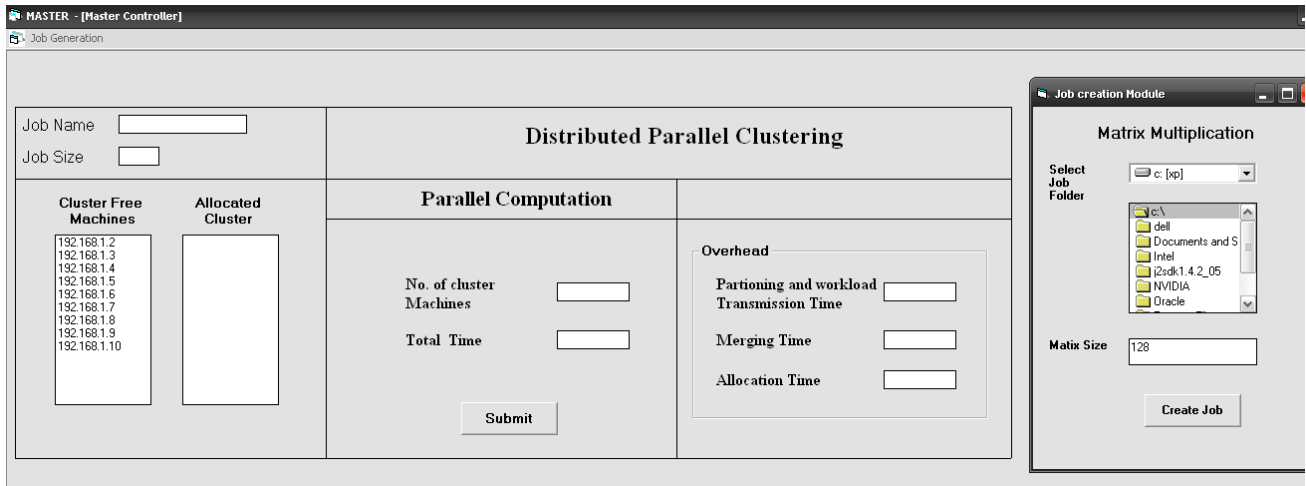 MASTER - [Master Controller]
Job Generation
Job Name
Job Size
Distributed Parallel Clustering
Cluster Free
Machines
Allocated
Cluster
192.168.1.2
192.168.1.3
192.168.1.4
192.168.1.5
192.168.1.6
192.168.1.7
192.168.1.8
192.168.1.9
192.168.1.10
Parallel Computation
No. of cluster
Machines
Total Time
Submit
Overhead
Partioning and workload
Transmission Time
Merging Time
Allocation Time
Job creation Module
Matrix Multiplication
Select
Job
Folder
c: [xp]
c:\
dell
Documents and S
Intel
j2sdk1.4.2_05
NVIDIA
Oracle
Matix Size
128
Create Job